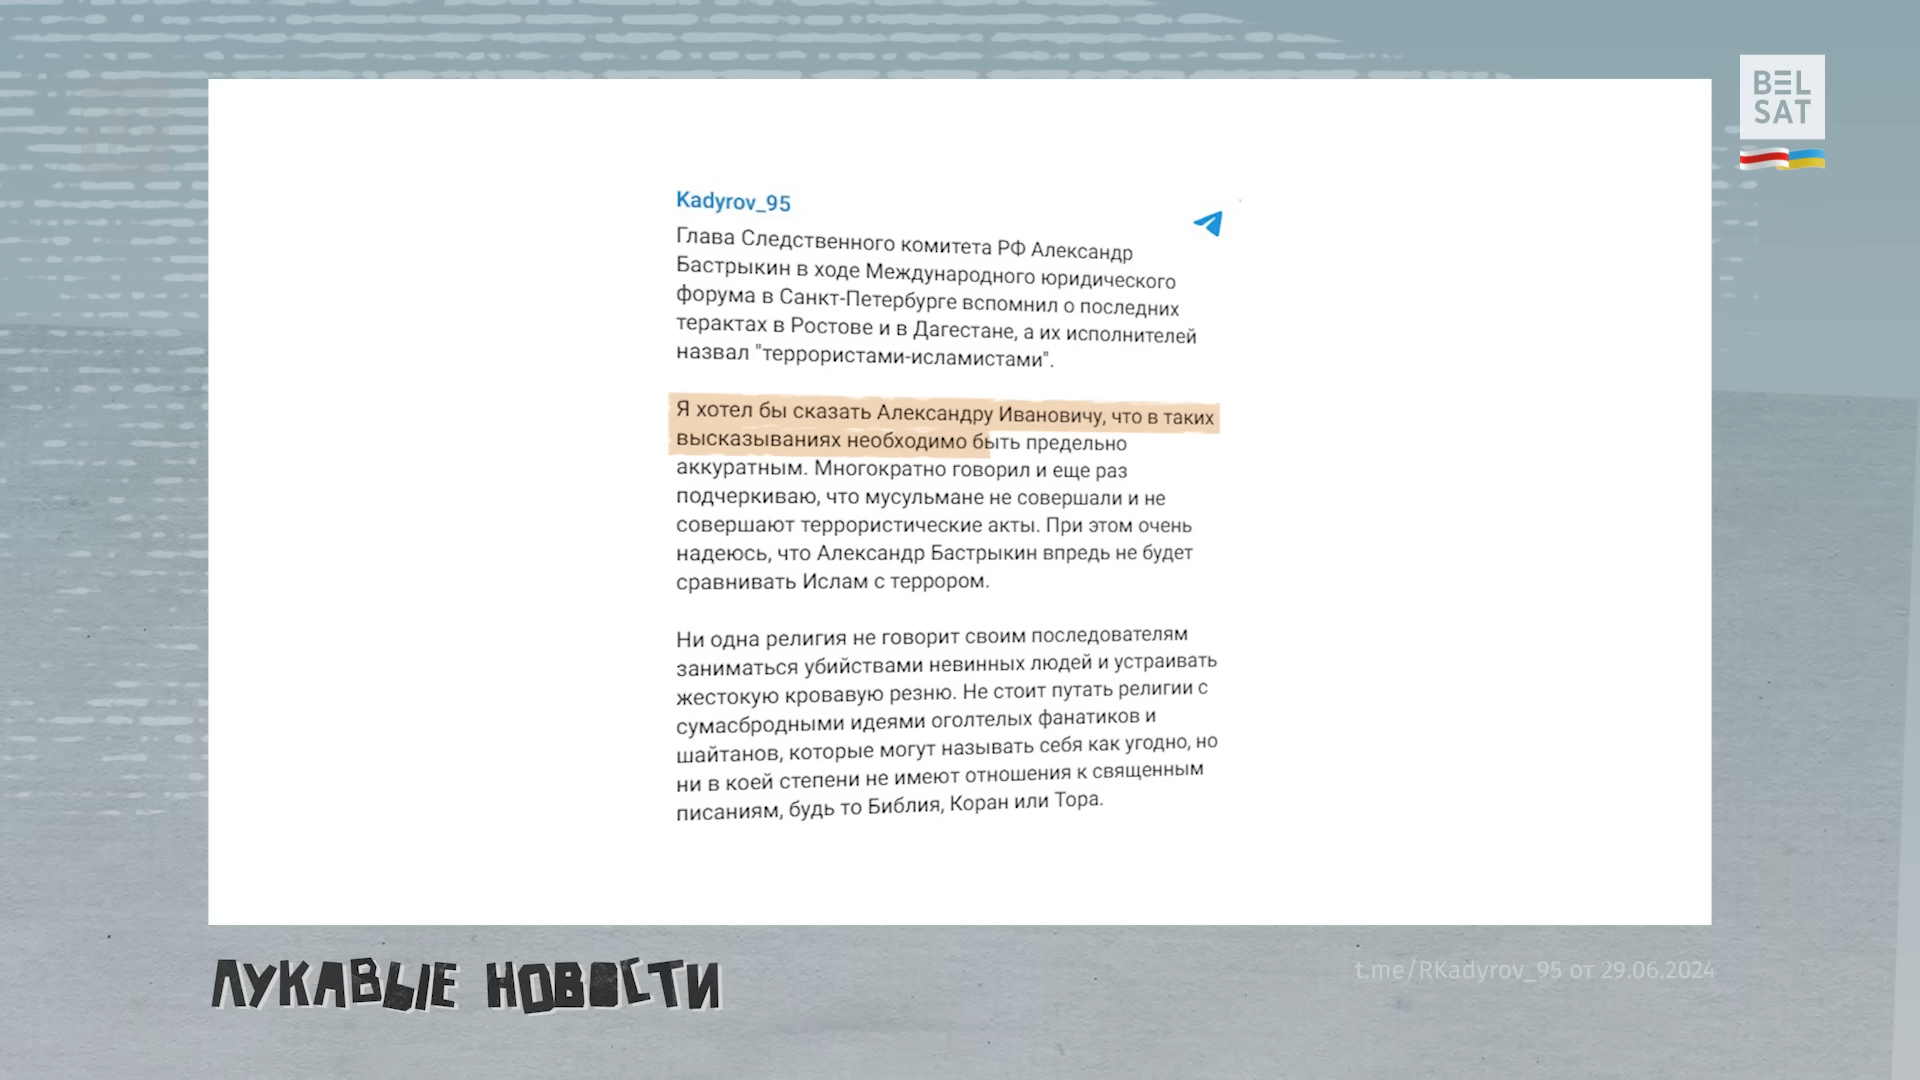 BEL
SAT
Kadyrov_95
Глава Следственного комитета РФ Александр
Бастрыкин в ходе Международного юридического
форума в Санкт-Петербурге вспомнил о последних
терактах в Ростове и в Дагестане, а их исполнителей
назвал "террористами-исламистами".
Я хотел бы сказать Александру Ивановичу, что в таких
высказываниях необходимо быть предельно
аккуратным. Многократно говорил и еще раз
подчеркиваю, что мусульмане не совершали и не
совершают террористические акты. При этом очень
надеюсь, что Александр Бастрыкин впредь не будет
сравнивать Ислам с террором.
Ни одна религия не говорит своим последователям
заниматься убийствами невинных людей и устраивать
жестокую кровавую резню. Не стоит путать религии с
сумасбродными идеями оголтелых фанатиков и
шайтанов, которые могут называть себя как угодно, но
ни в коей степени не имеют отношения к священным
писаниям, будь то Библия, Коран или Тора.
ЛУКАВЫЕ НОВОСТИ
t.me/RKadyrov_95 от 29.06.2024